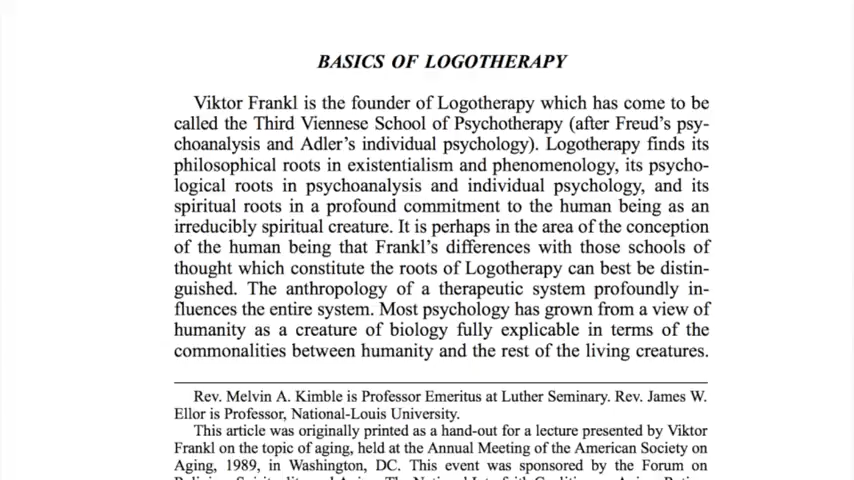 BASICS OF LOGOTHERAPY
Viktor Frankl is the founder of Logotherapy which has come to be
called the Third Viennese School of Psychotherapy (after Freud's psy-
choanalysis and Adler's individual psychology). Logotherapy finds its
philosophical roots in existentialism and phenomenology, its psycho-
logical roots in psychoanalysis and individual psychology, and its
spiritual roots in a profound commitment to the human being as an
irreducibly spiritual creature. It is perhaps in the area of the conception
of the human being that Frankl's differences with those schools of
thought which constitute the roots of Logotherapy can best be distin-
guished. The anthropology of a therapeutic system profoundly in-
fluences the entire system. Most psychology has grown from a view of
humanity as a creature of biology fully explicable in terms of the
commonalities between humanity and the rest of the living creatures.
Rev. Melvin A. Kimble is Professor Emeritus at Luther Seminary. Rev. James W.
Ellor is Professor, National-Louis University.
This article was originally printed as a hand-out for a lecture presented by Viktor
Frankl on the topic of aging, held at the Annual Meeting of the American Society on
Aging, 1989, in Washington, DC. This event was sponsored by the Forum on